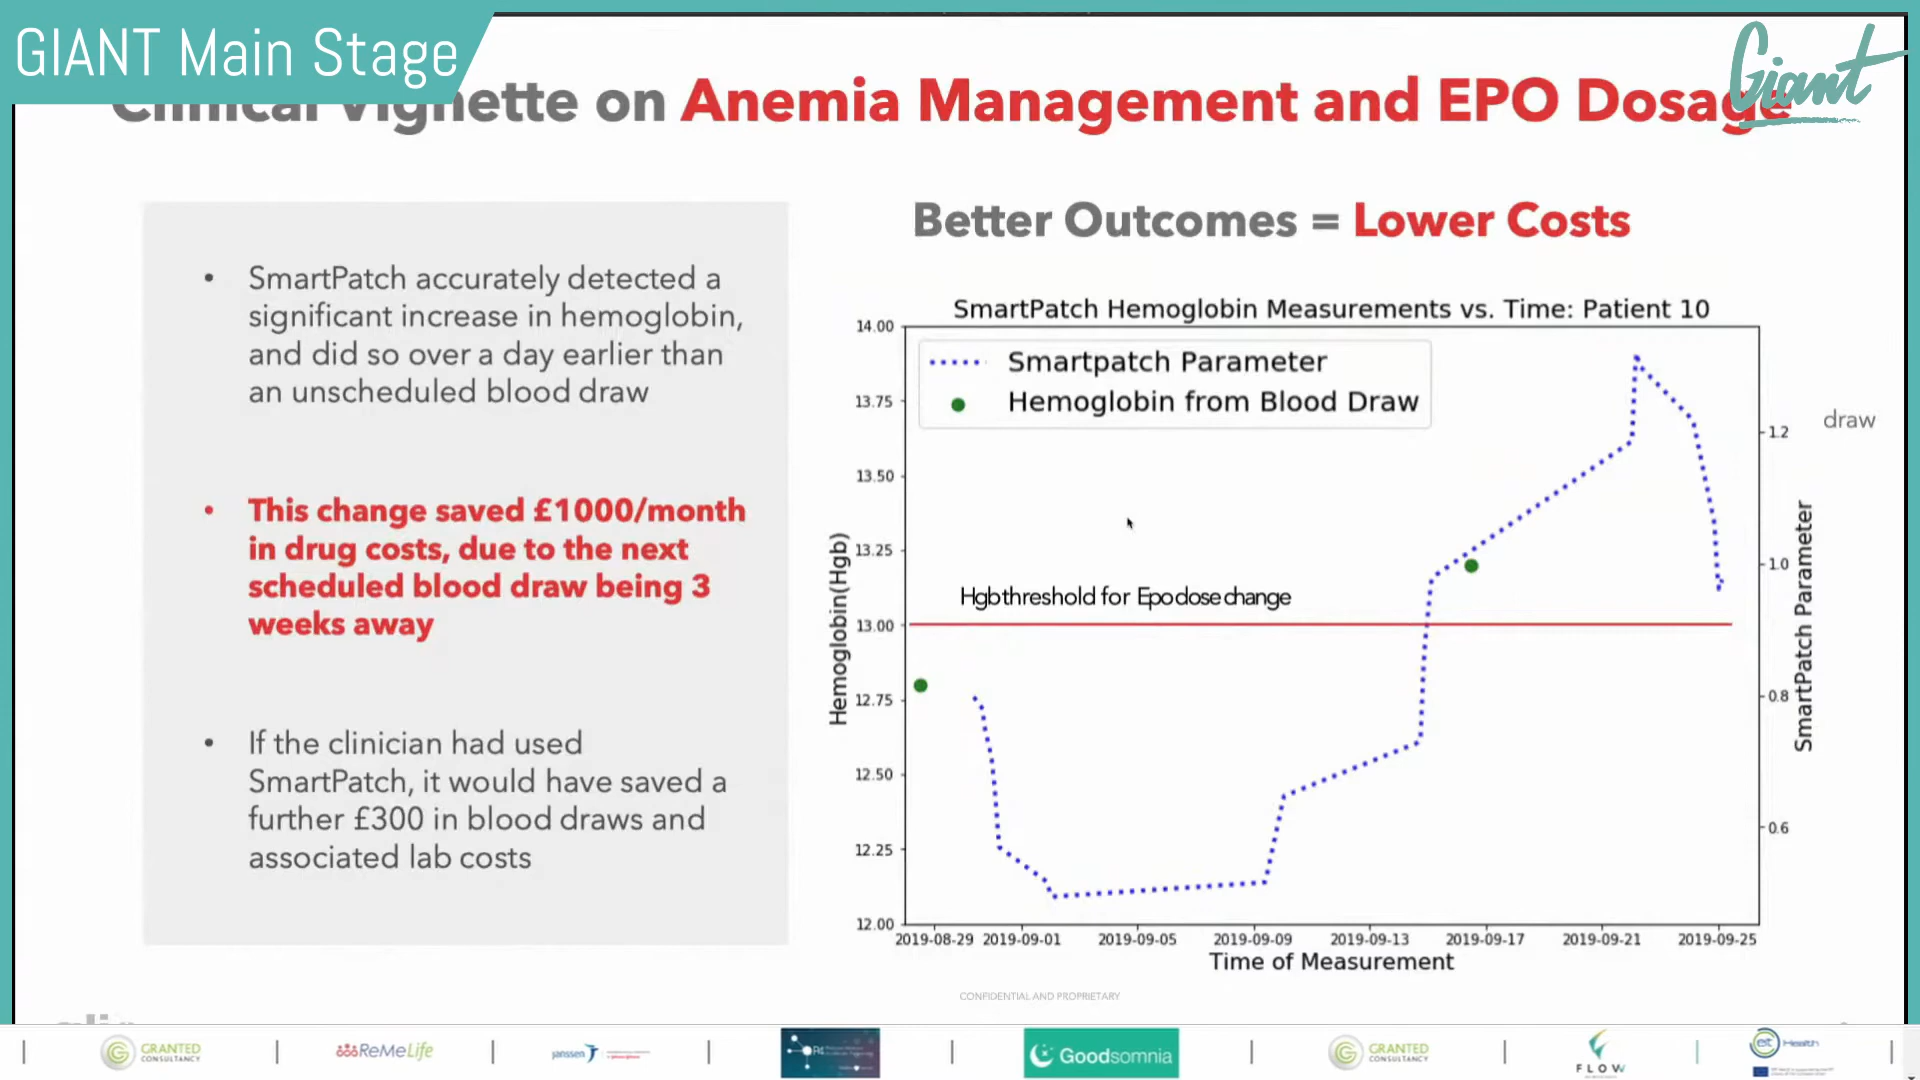 GIANT Main Stage
Giant
Clinical Vignette on Anemia Management and EPO Dosage
• SmartPatch accurately detected a
significant increase in hemoglobin,
and did so over a day earlier than
an unscheduled blood draw
• This change saved £1000/month
in drug costs, due to the next
scheduled blood draw being 3
weeks away
• If the clinician had used
SmartPatch, it would have saved a
further £300 in blood draws and
associated lab costs
Better Outcomes = Lower Costs
SmartPatch Hemoglobin Measurements vs. Time: Patient 10
Smartpatch Parameter
Hemoglobin from Blood Draw
Hgb threshold for Epo dose change
Hemoglobin(Hgb)
14.00
13.75
13.50
13.25
13.00
12.75
12.50
12.25
12.00
1.2
1.0
0.8
0.6
SmartPatch Parameter
draw
2019-08-29 2019-09-01 2019-09-05 2019-09-09 2019-09-13 2019-09-17 2019-09-21 2019-09-25
Time of Measurement
CONFIDENTIAL AND PROPRIETARY
GRANTED
CONSULTANCY
ReMeLife
janssen
Goodsomnia
GRANTED
CONSULTANCY
FLOW
eit Health